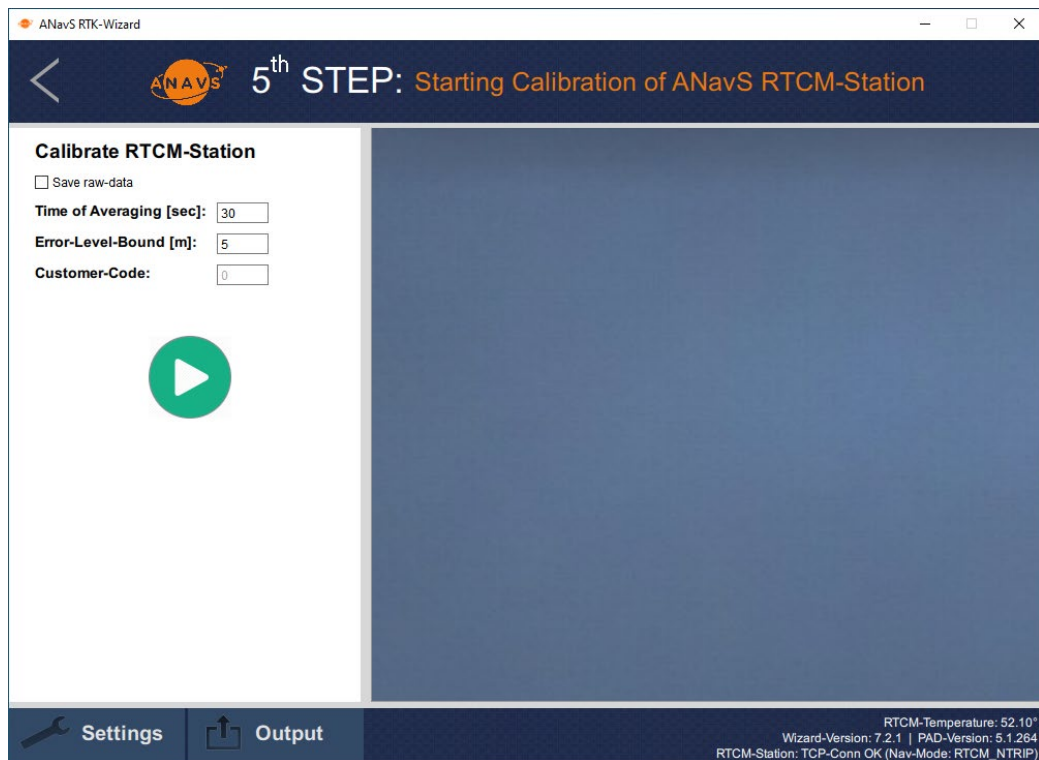 ANavS RTK-Wizard
ANAVS
5th STEP: Starting Calibration of ANavS RTCM-Station
Calibrate RTCM-Station
Save raw-data
Time of Averaging [sec]: 30
Error-Level-Bound [m]: 5
Customer-Code: 0
Settings
Output
RTCM-Temperature: 52.10°
Wizard-Version: 7.2.1 | PAD-Version: 5.1.264
RTCM-Station: TCP-Conn OK (Nav-Mode: RTCM_NTRIP)